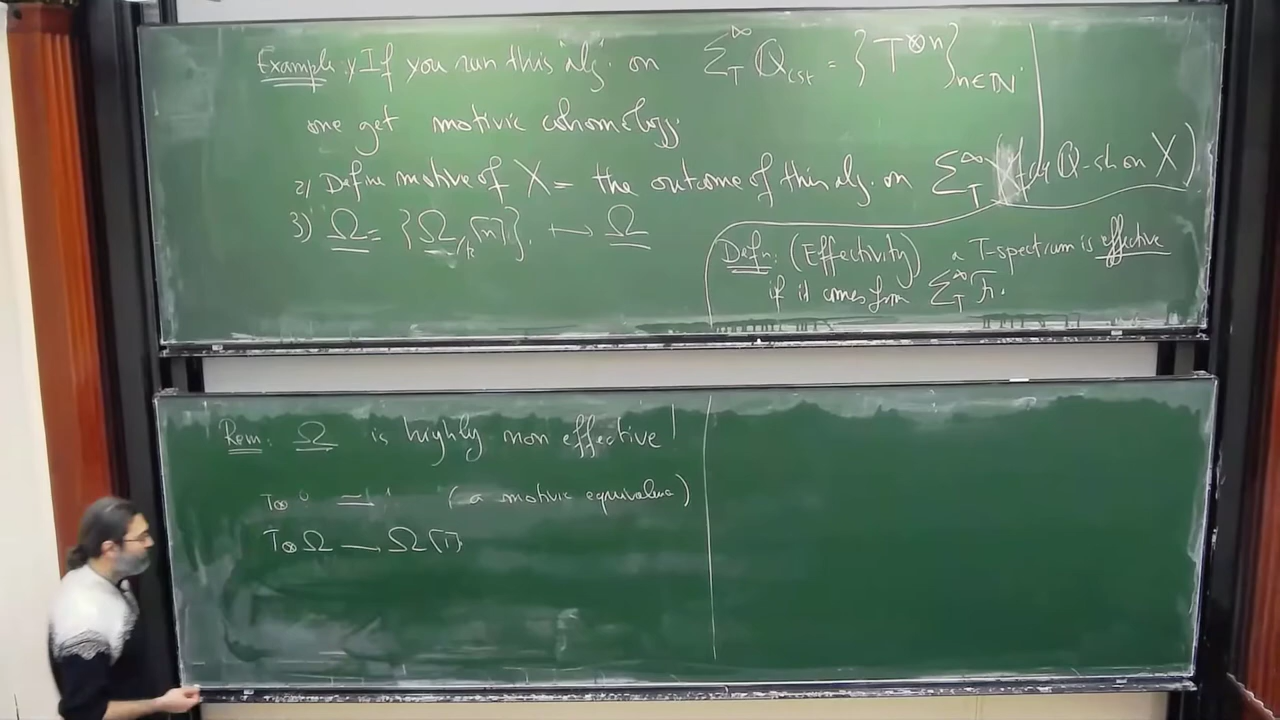 Example: 1) If you run this alg. on Σ_T^∞ Q_cst = {T^⊗n}_{n∈ℕ}
one get motivic cohomology.
2) Define motive of X = the outcome of this alg. on Σ_T^∞ ( Q-sh on X)
3) Ω = {Ω_{/k}[n]}. ↦ Ω
Defn: (Effectivity) a T-spectrum is effective
if it comes from Σ_T^∞ F.
Rem: Ω is highly non effective!
T⊗ (a motivic equivalence)
T⊗Ω → Ω[1]